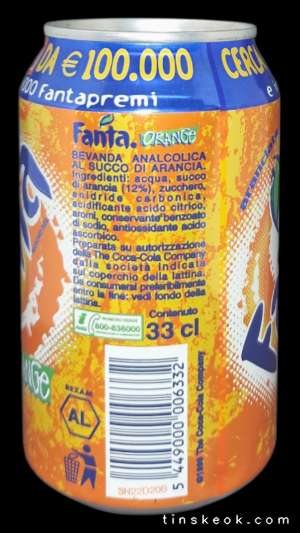 DA €100.000
CERCA
000 Fantapremi
e
Fanta. ORANGE
BEVANDA ANALCOLICA
AL SUCCO DI ARANCIA.
Ingredienti: acqua, succo
di arancia (12%), zucchero,
anidride carbonica,
acidificante acido citrico,
aromi, conservante benzoato
di sodio, antiossidante acido
ascorbico.
Preparata su autorizzazione
della The Coca-Cola Company
dalla società indicata
sul coperchio della lattina.
Da consumarsi preferibilmente
entro la fine: vedi fondo della
lattina.
800-836000
Contenuto
33 cl
REXAM
AL
5 449000 006332
SN22D20D
The Coca-Cola Company
tinskeok.com